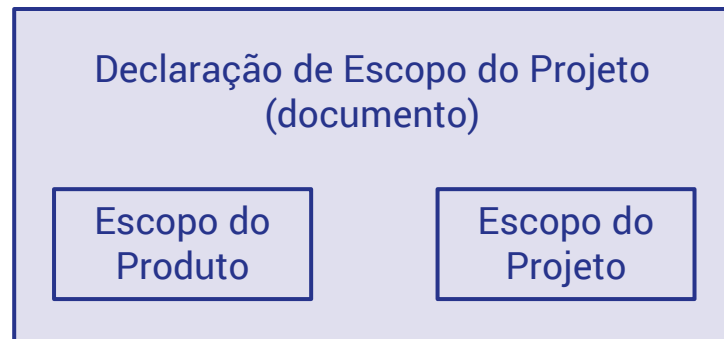 Declaração de Escopo do Projeto
(documento)
Escopo do
Produto
Escopo do
Projeto